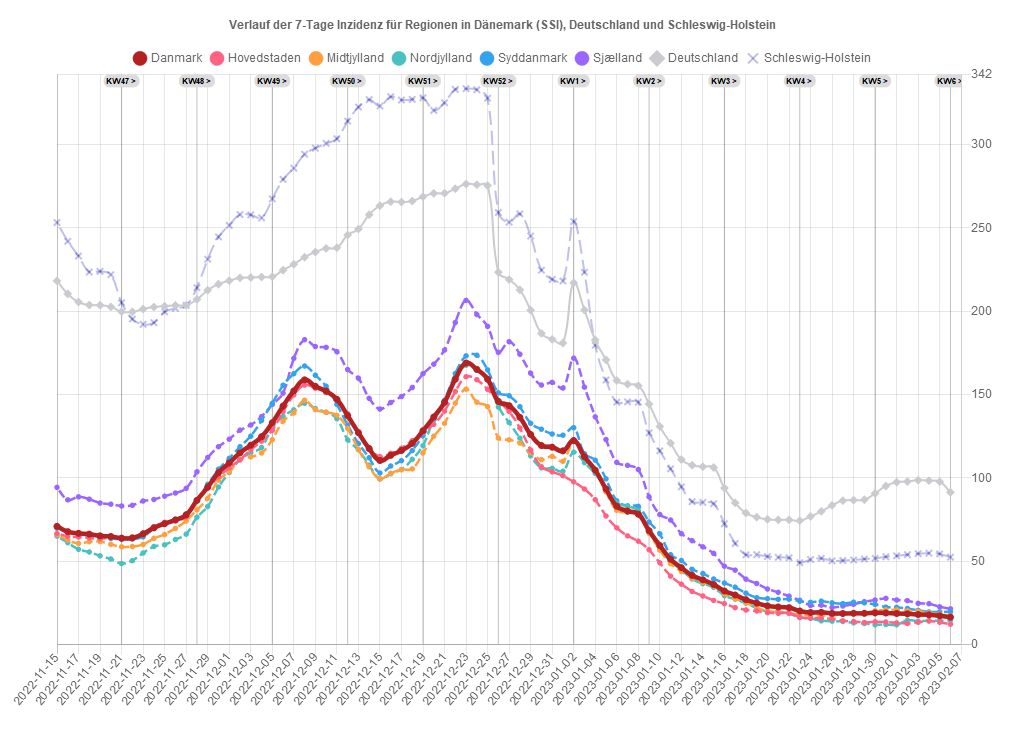 Verlauf der 7-Tage Inzidenz für Regionen in Dänemark (SSI), Deutschland und Schleswig-Holstein
Danmark Hovedstaden Midtjylland Nordjylland Syddanmark Sjælland Deutschland Schleswig-Holstein
KW47 > KW48 > KW49 > KW50 > KW51 > KW52 > KW1 > KW2 > KW3 > KW4 > KW5 > KW6 >
342
300
250
200
150
100
50
0
2022-11-15 2022-11-17 2022-11-19 2022-11-21 2022-11-23 2022-11-25 2022-11-27 2022-11-29 2022-12-01 2022-12-03 2022-12-05 2022-12-07 2022-12-09 2022-12-11 2022-12-13 2022-12-15 2022-12-17 2022-12-19 2022-12-21 2022-12-23 2022-12-25 2022-12-27 2022-12-29 2022-12-31 2023-01-02 2023-01-04 2023-01-06 2023-01-08 2023-01-10 2023-01-12 2023-01-14 2023-01-16 2023-01-18 2023-01-20 2023-01-22 2023-01-24 2023-01-26 2023-01-28 2023-01-30 2023-02-01 2023-02-03 2023-02-05 2023-02-07